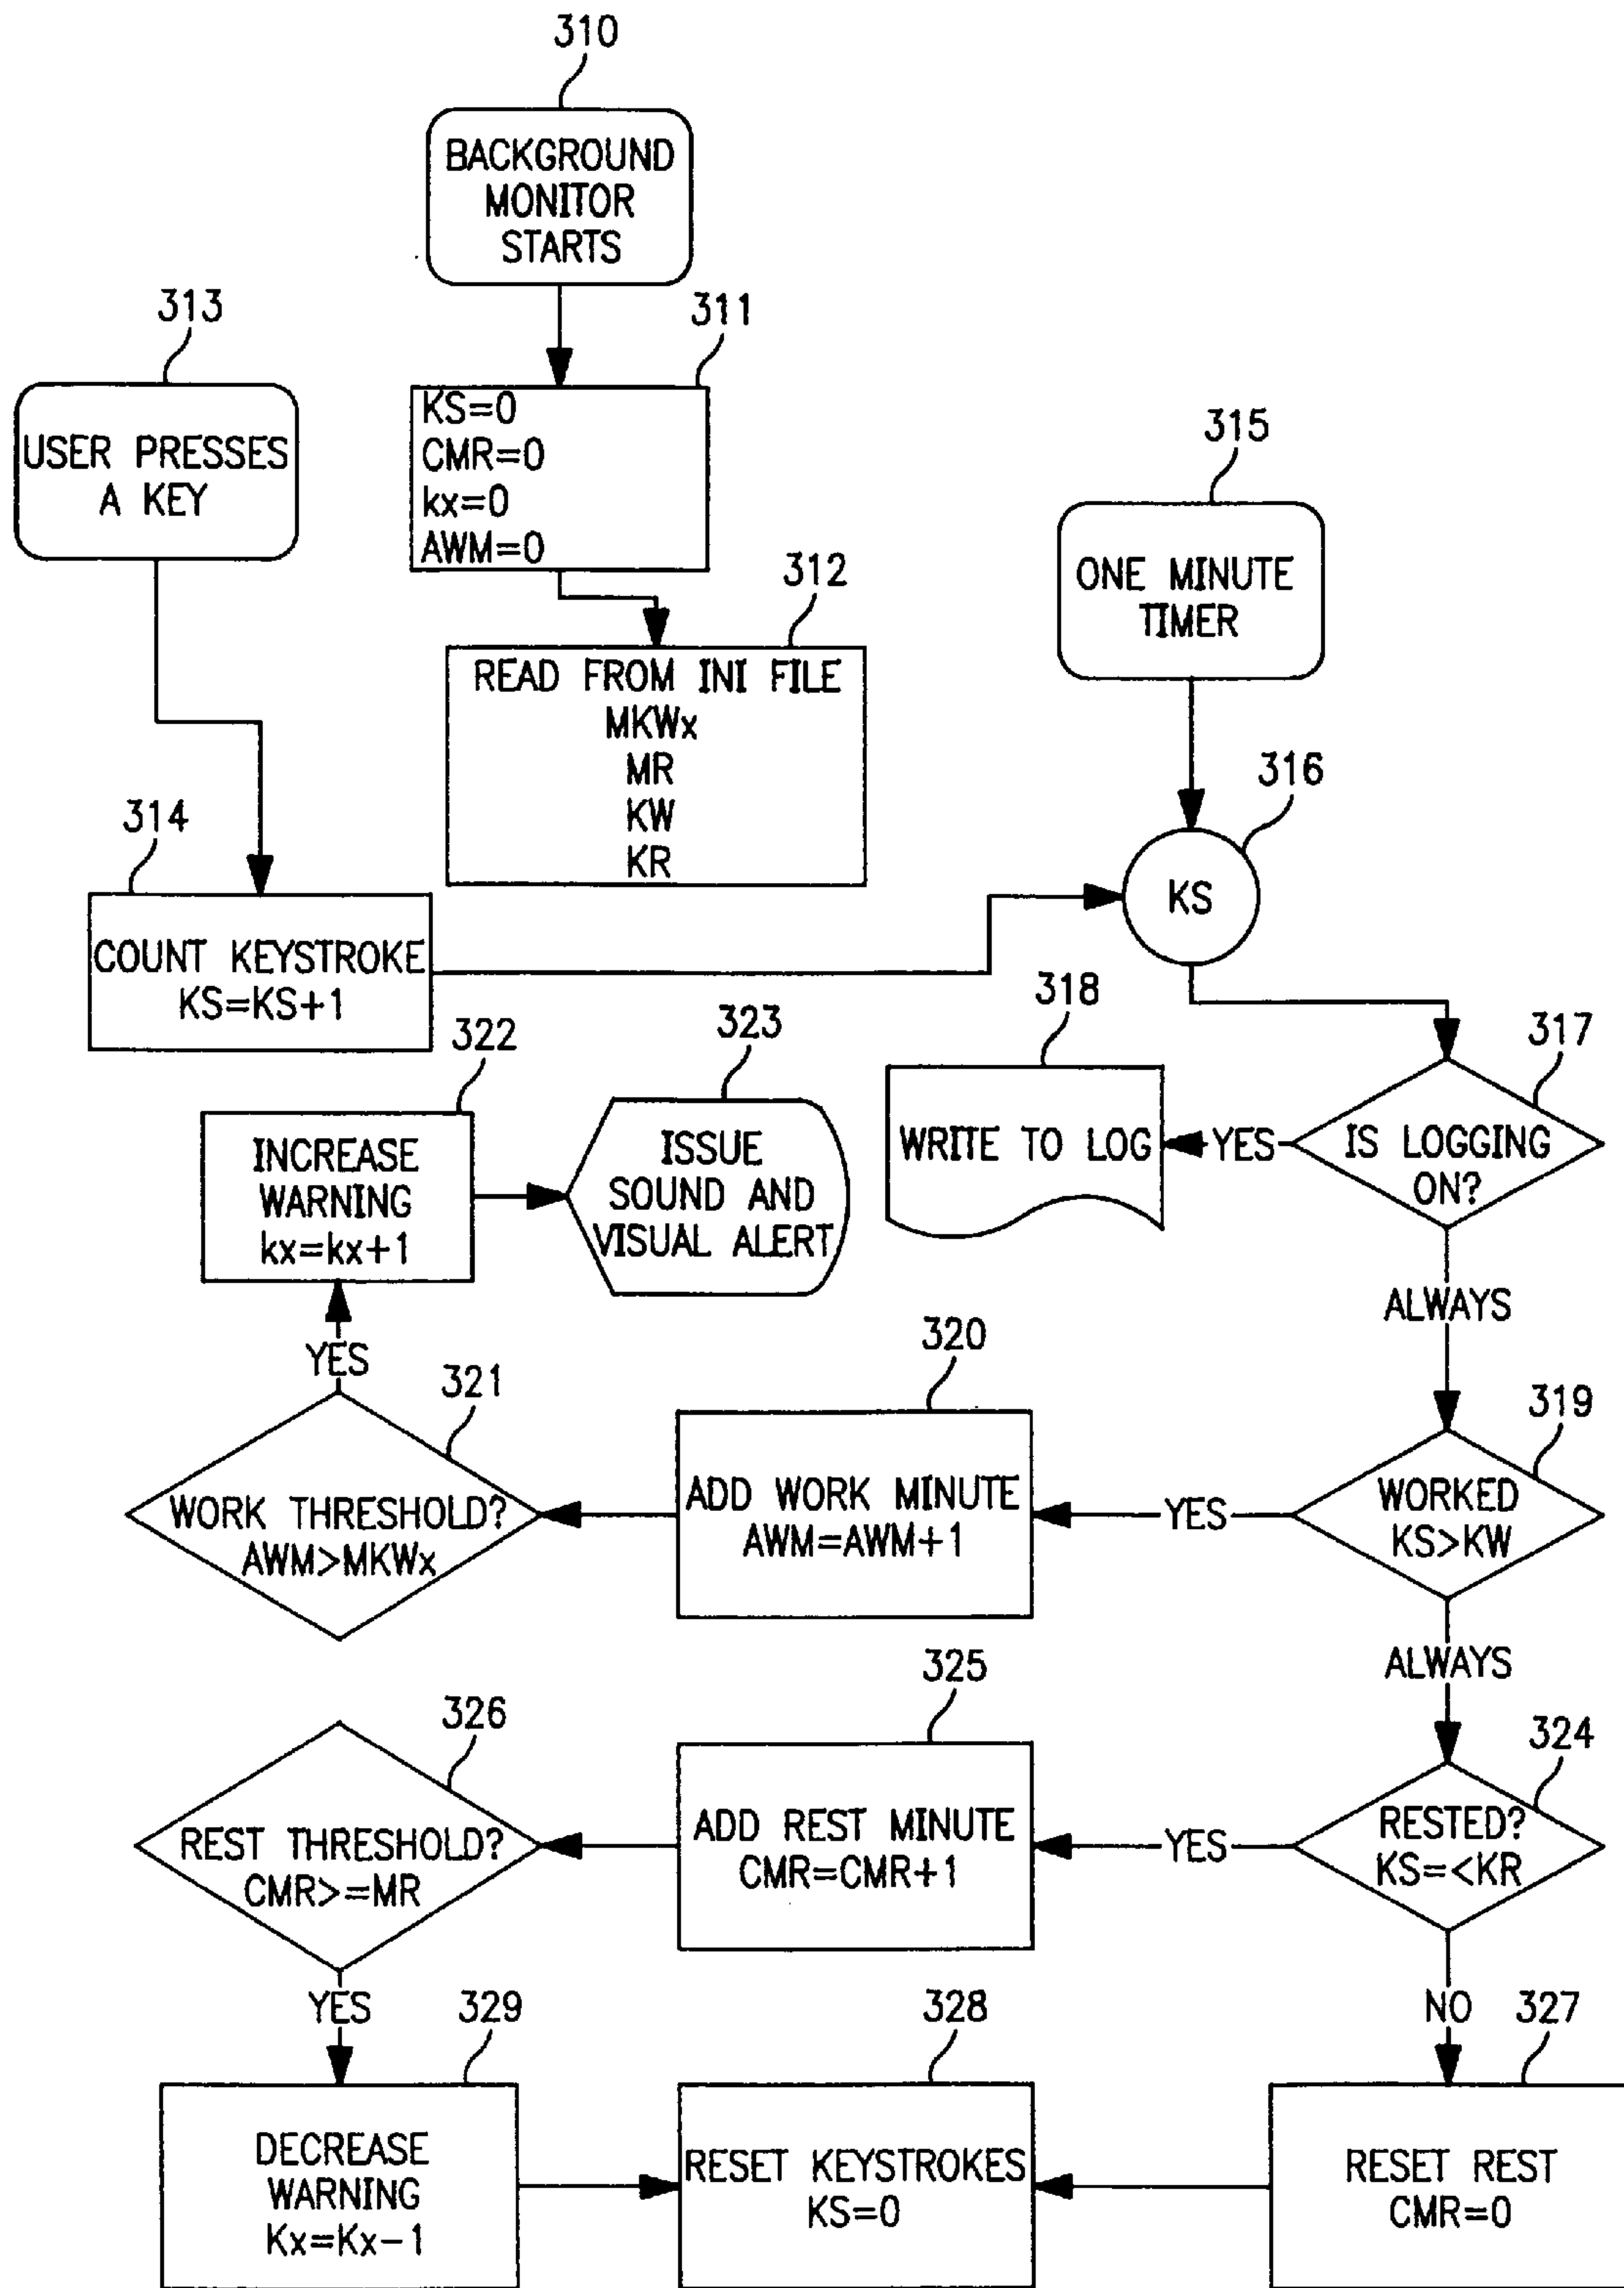 310
BACKGROUND
MONITOR
STARTS
313
USER PRESSES
A KEY
311
KS=0
CMR=0
kx=0
AWM=0
312
READ FROM INI FILE
MKWx
MR
KW
KR
315
ONE MINUTE
TIMER
314
COUNT KEYSTROKE
KS=KS+1
316
KS
317
IS LOGGING
ON?
YES
318
WRITE TO LOG
ALWAYS
322
INCREASE
WARNING
kx=kx+1
323
ISSUE
SOUND AND
VISUAL ALERT
YES
321
WORK THRESHOLD?
AWM>MKWx
320
ADD WORK MINUTE
AWM=AWM+1
YES
319
WORKED
KS>KW
ALWAYS
326
REST THRESHOLD?
CMR>=MR
325
ADD REST MINUTE
CMR=CMR+1
YES
324
RESTED?
KS=<KR
YES
NO
329
DECREASE
WARNING
Kx=Kx-1
328
RESET KEYSTROKES
KS=0
327
RESET REST
CMR=0